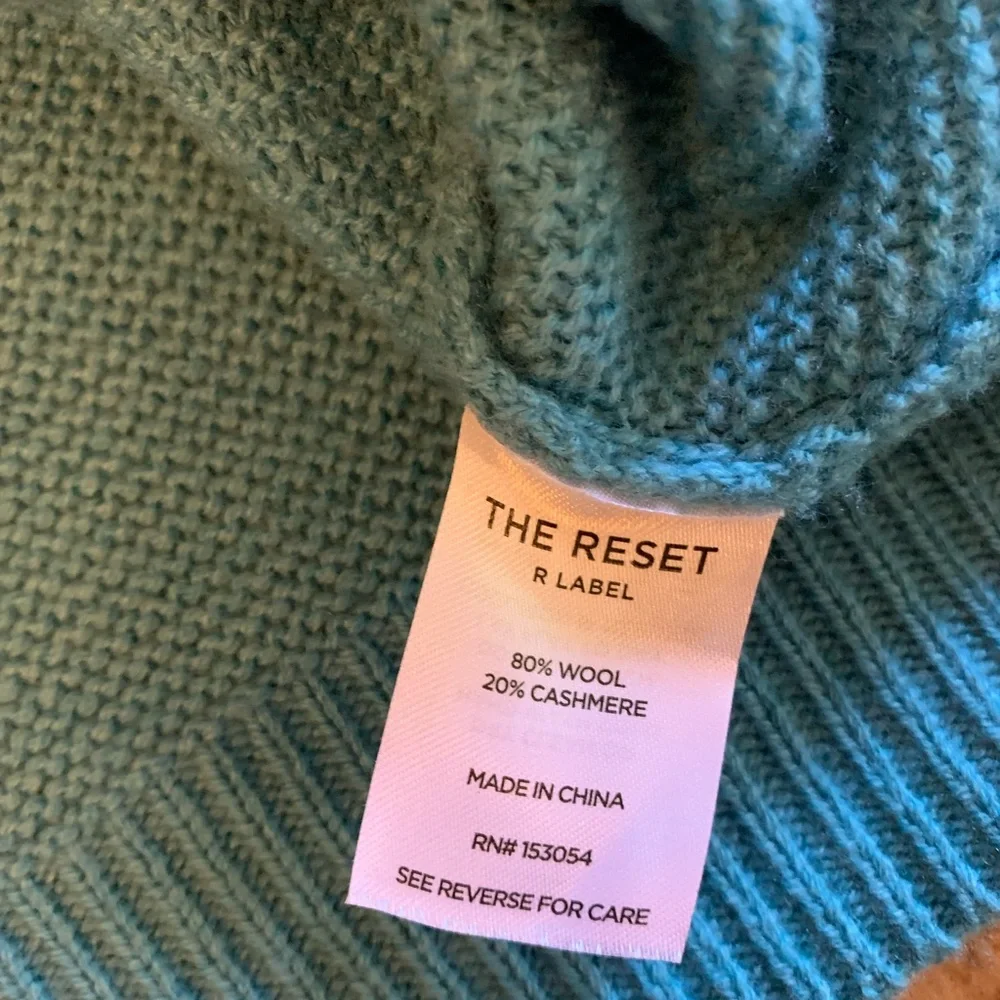 THE RESET
R LABEL
80% WOOL
20% CASHMERE
MADE IN CHINA
RN# 153054
SEE REVERSE FOR CARE